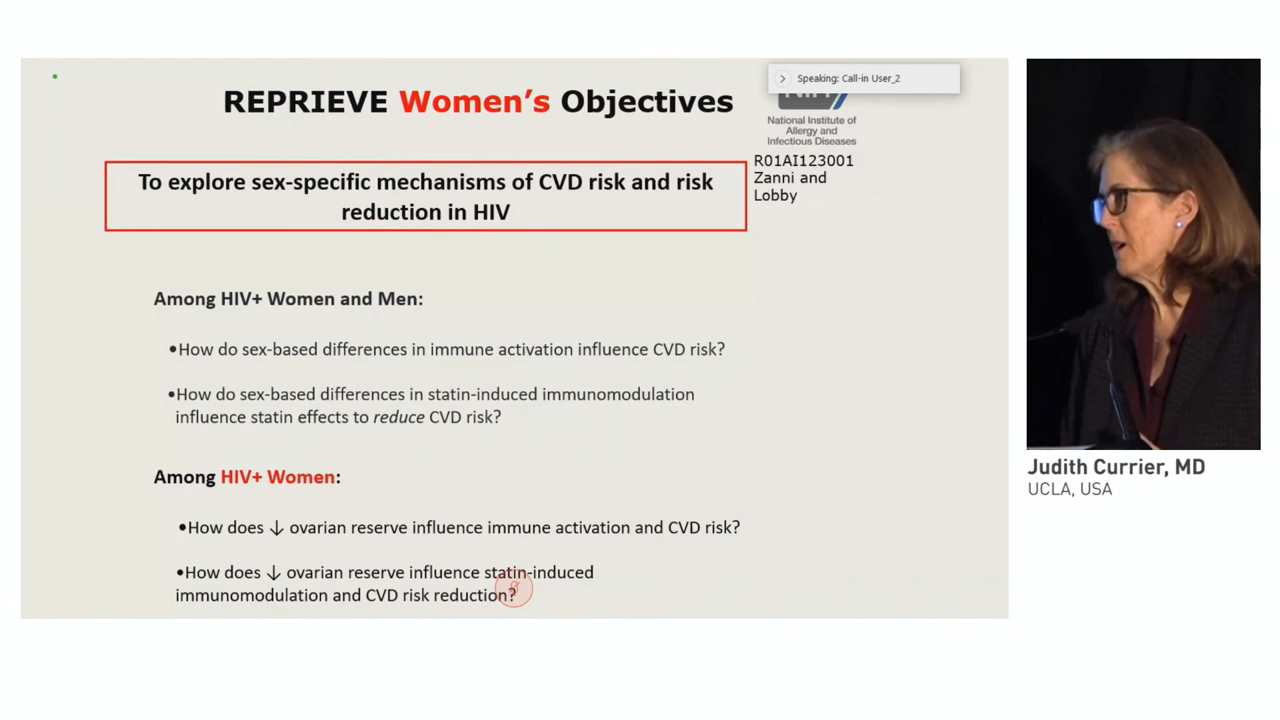 Speaking: Call-in User_2
REPRIEVE Women's Objectives
National Institute of
Allergy and
Infectious Diseases
R01AI123001
Zanni and
Lobby
To explore sex-specific mechanisms of CVD risk and risk
reduction in HIV
Among HIV+ Women and Men:
•How do sex-based differences in immune activation influence CVD risk?
•How do sex-based differences in statin-induced immunomodulation
influence statin effects to reduce CVD risk?
Among HIV+ Women:
•How does ↓ ovarian reserve influence immune activation and CVD risk?
•How does ↓ ovarian reserve influence statin-induced
immunomodulation and CVD risk reduction?
Judith Currier, MD
UCLA, USA